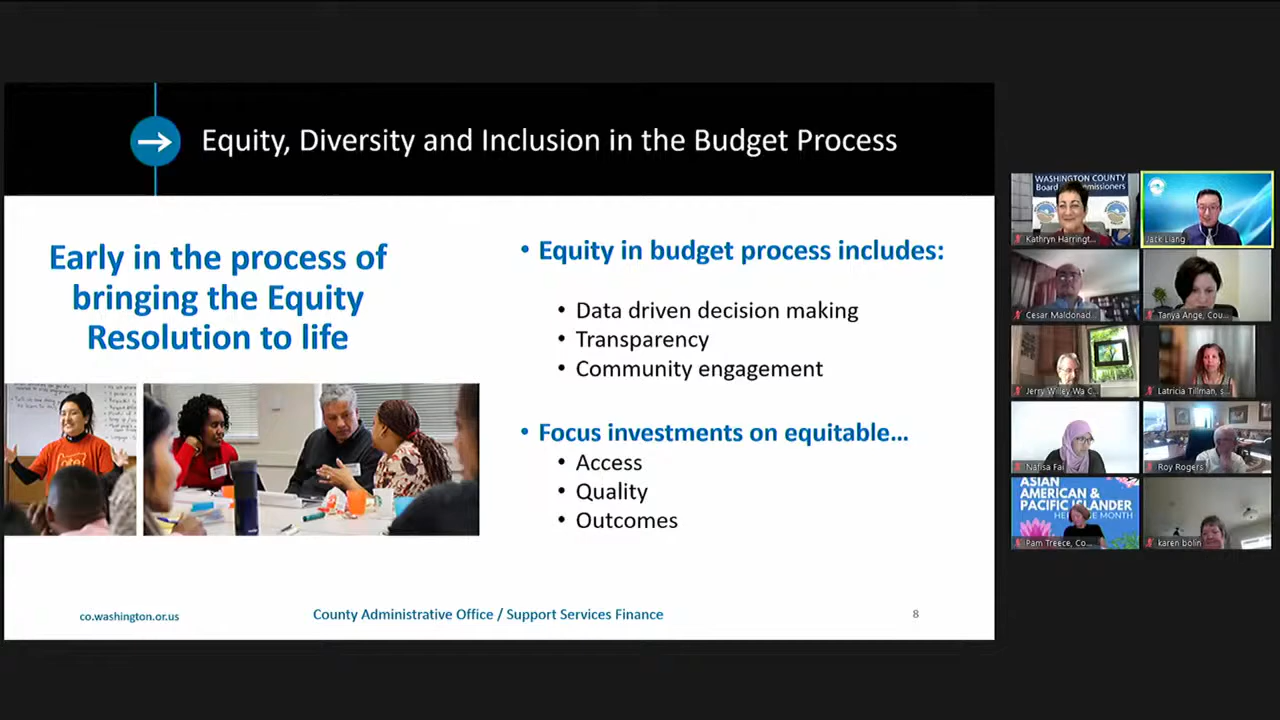 Equity, Diversity and Inclusion in the Budget Process
Early in the process of
bringing the Equity
Resolution to life
• Equity in budget process includes:
• Data driven decision making
• Transparency
• Community engagement
• Focus investments on equitable...
• Access
• Quality
• Outcomes
co.washington.or.us
County Administrative Office / Support Services Finance
8
WASHINGTON COUNTY
Kathryn Harringt...
Jack Liang
Cesar Maldonad...
Tanya Ange, Cou...
Jerry Willey Wa C...
Latricia Tillman, s...
Nafisa Fai
Roy Rogers
ASIAN
AMERICAN &
PACIFIC ISLANDER
MONTH
Pam Treece, Co...
karen bolin